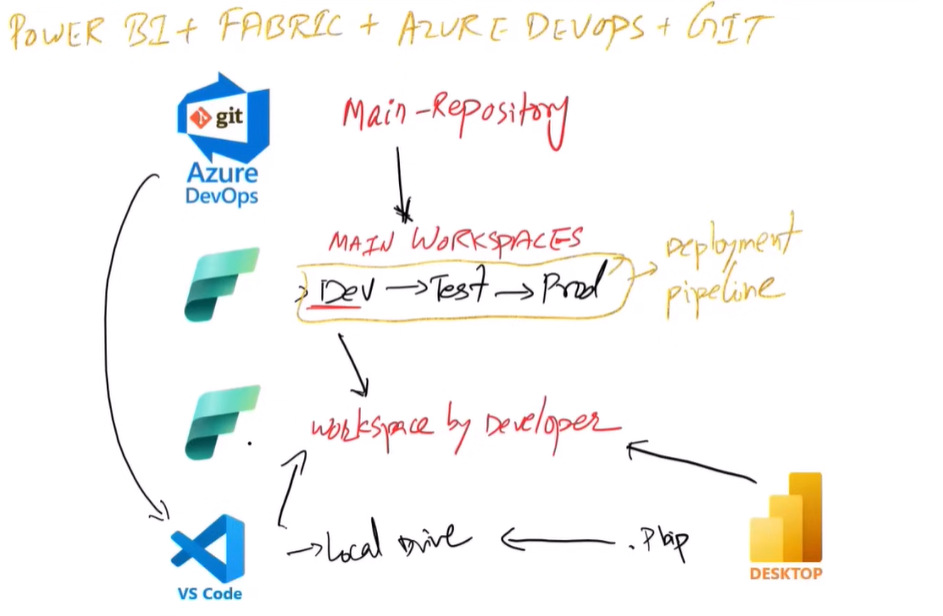 POWER BI + FABRIC + AZURE DEVOPS + GIT
git
Azure
DevOps
Main-Repository
MAIN WORKSPACES
Dev → Test → Prod
Deployment
pipeline
Workspace by Developer
VS Code
→ Local Drive
.Pbip
DESKTOP